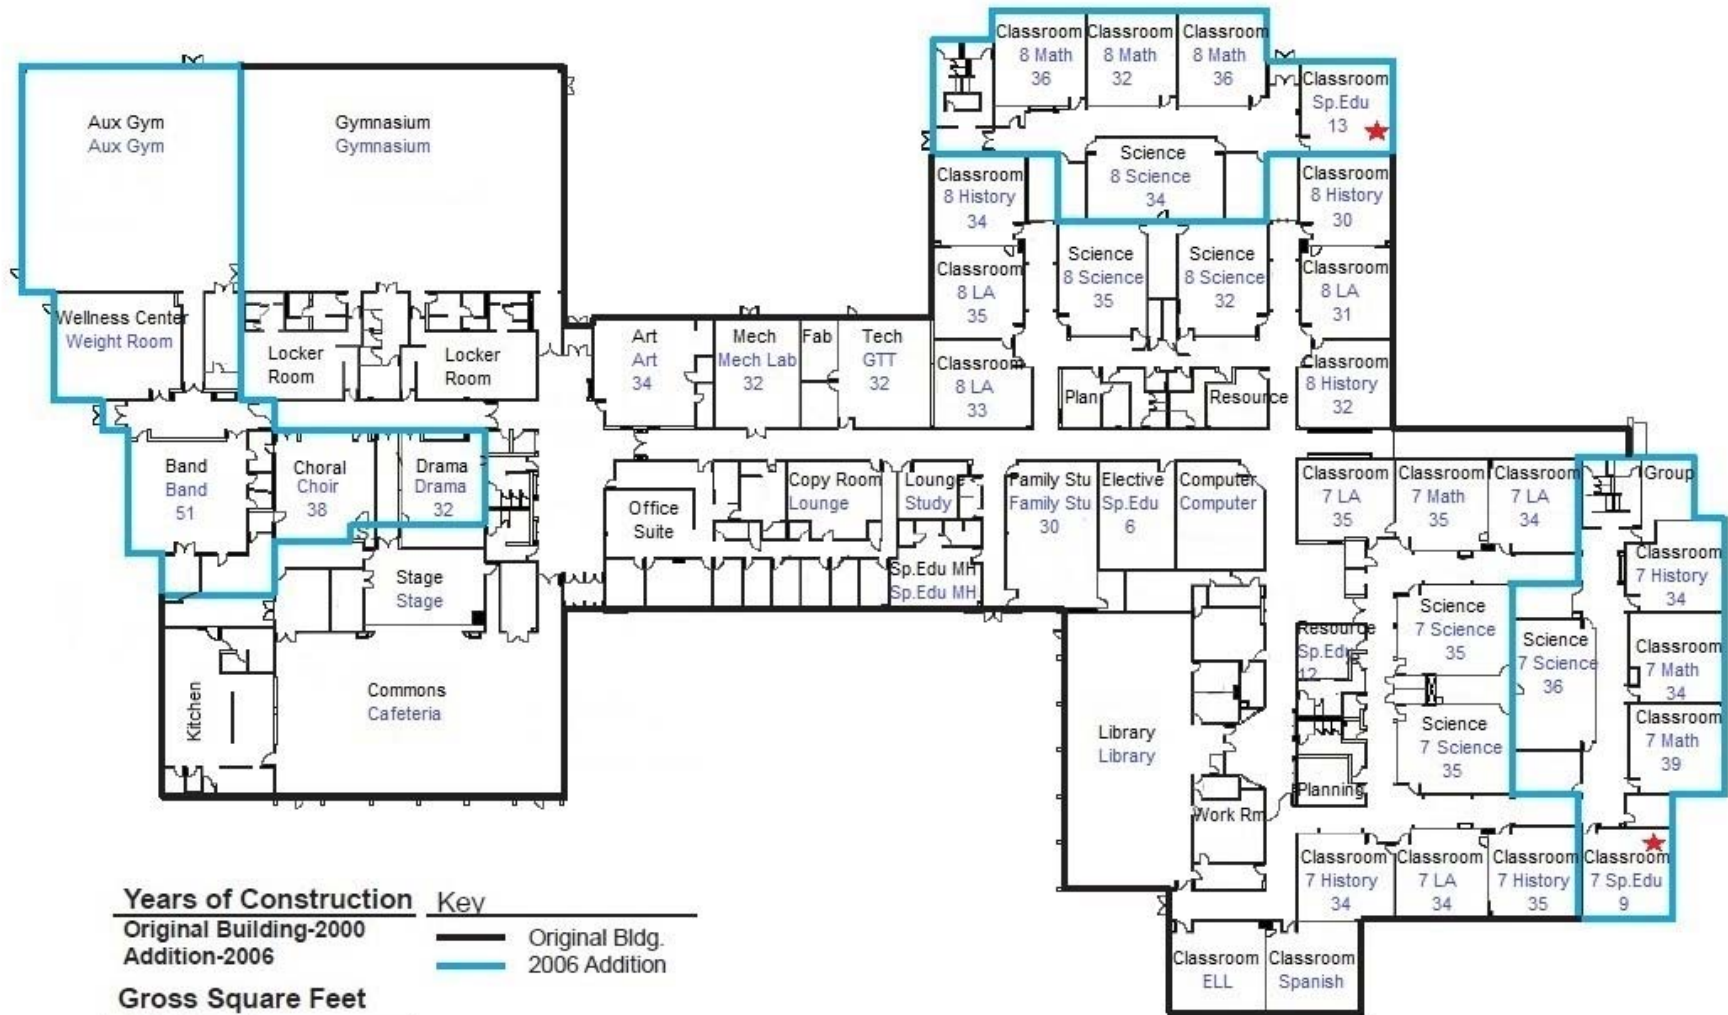 Classroom
8 Math
36
Classroom
8 Math
32
Classroom
8 Math
36
Classroom
Sp.Edu
13
Aux Gym
Aux Gym
Gymnasium
Gymnasium
Science
8 Science
34
Classroom
8 History
34
Classroom
8 History
30
Science
8 Science
35
Science
8 Science
32
Classroom
8 LA
35
Classroom
8 LA
31
Wellness Center
Weight Room
Locker
Room
Locker
Room
Art
Art
34
Mech
Mech Lab
32
Fab
Tech
GTT
32
Classroom
8 LA
33
Plan
Resource
Classroom
8 History
32
Band
Band
51
Choral
Choir
38
Drama
Drama
32
Office
Suite
Copy Room
Lounge
Lounge
Study
Family Stu
Family Stu
30
Elective
Sp.Edu
6
Computer
Computer
Classroom
7 LA
35
Classroom
7 Math
35
Classroom
7 LA
34
Group
Stage
Stage
Sp.Edu MH
Sp.Edu MH
Classroom
7 History
34
Science
7 Science
35
Resource
Sp.Edu
12
Science
7 Science
36
Classroom
7 Math
34
Kitchen
Commons
Cafeteria
Library
Library
Science
7 Science
35
Classroom
7 Math
39
Planning
Work Rm
Classroom
7 History
34
Classroom
7 LA
34
Classroom
7 History
35
Classroom
7 Sp.Edu
9
Classroom
ELL
Classroom
Spanish
Years of Construction
Original Building-2000
Addition-2006
Gross Square Feet
Key
Original Bldg.
2006 Addition